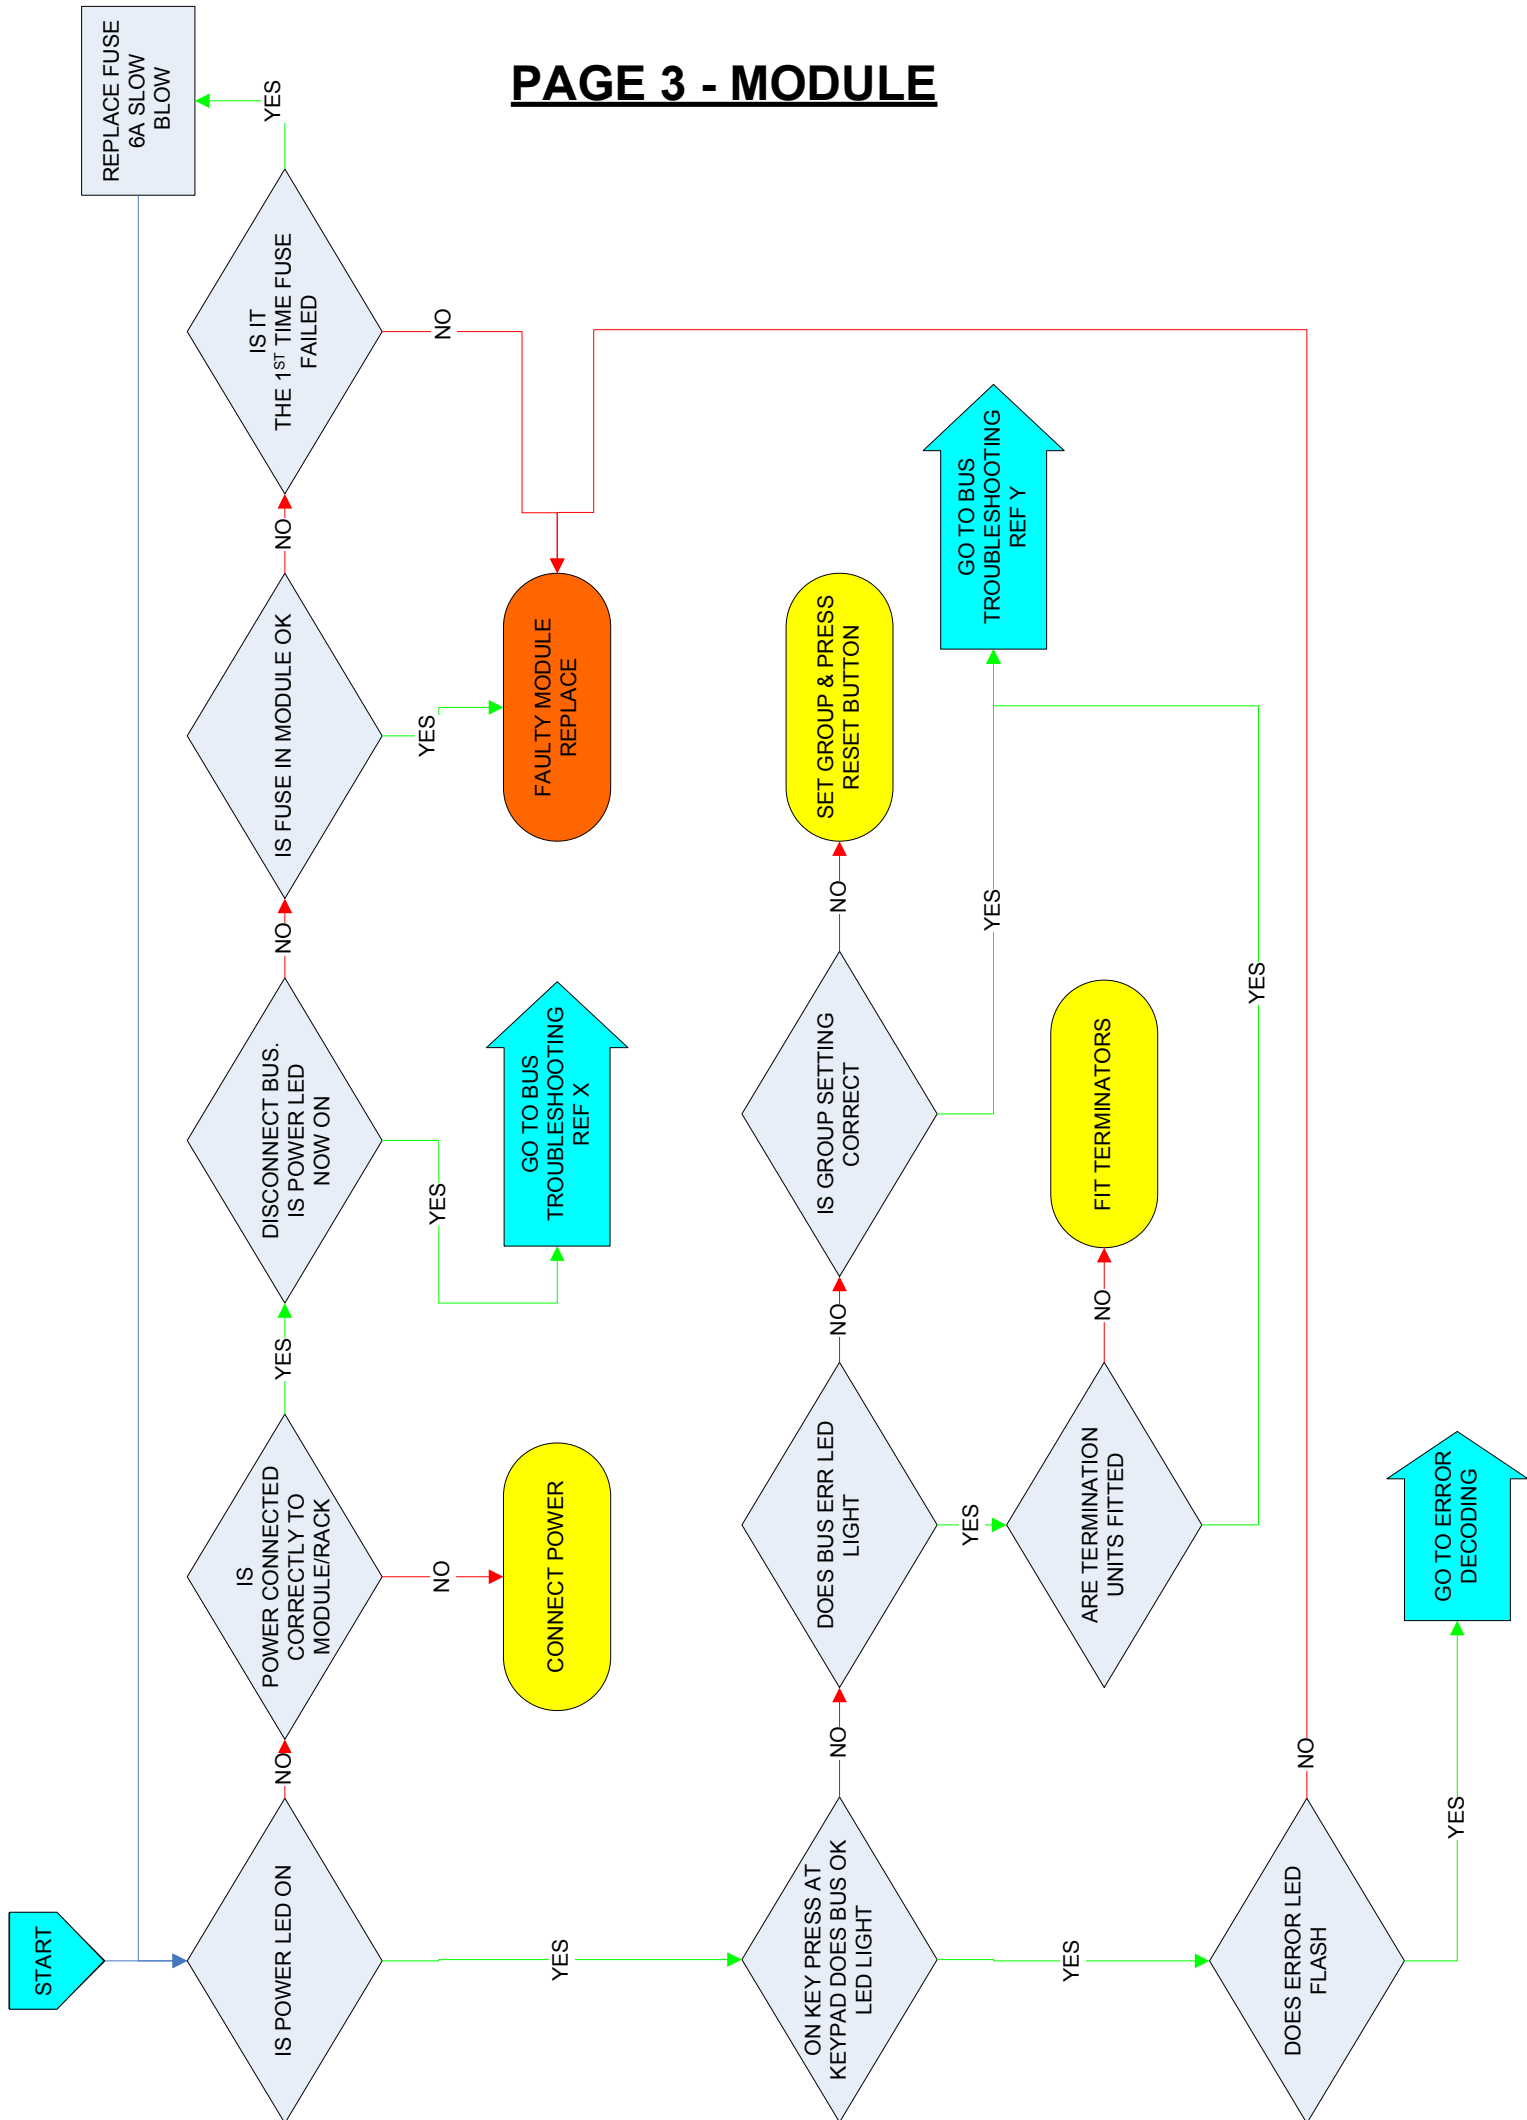 PAGE 3 - MODULE
START
IS POWER LED ON
NO
IS
POWER CONNECTED
CORRECTLY TO
MODULE/RACK
YES
DISCONNECT BUS.
IS POWER LED
NOW ON
NO
IS FUSE IN MODULE OK
NO
IS IT
THE 1ST TIME FUSE
FAILED
YES
REPLACE FUSE
6A SLOW
BLOW
NO
CONNECT POWER
YES
GO TO BUS
TROUBLESHOOTING
REF X
YES
FAULTY MODULE
REPLACE
NO
YES
ON KEY PRESS AT
KEYPAD DOES BUS OK
LED LIGHT
NO
DOES BUS ERR LED
LIGHT
NO
IS GROUP SETTING
CORRECT
NO
SET GROUP & PRESS
RESET BUTTON
YES
GO TO BUS
TROUBLESHOOTING
REF Y
YES
ARE TERMINATION
UNITS FITTED
NO
FIT TERMINATORS
YES
YES
DOES ERROR LED
FLASH
NO
YES
GO TO ERROR
DECODING